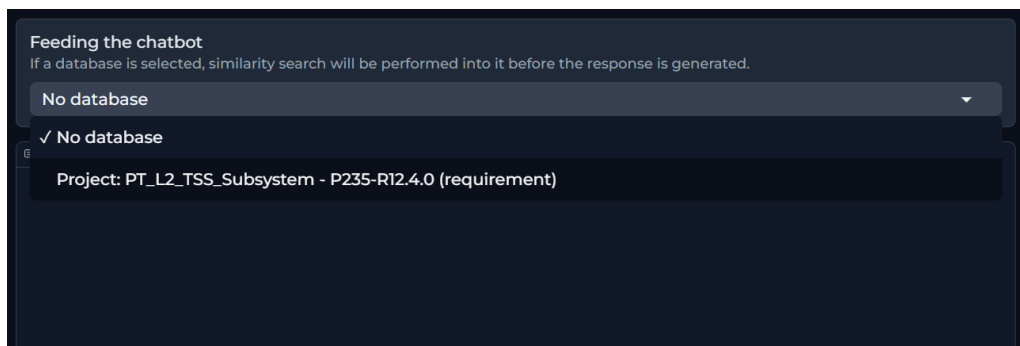 Feeding the chatbot
If a database is selected, similarity search will be performed into it before the response is generated.
No database
✓ No database
Project: PT_L2_TSS_Subsystem - P235-R12.4.0 (requirement)